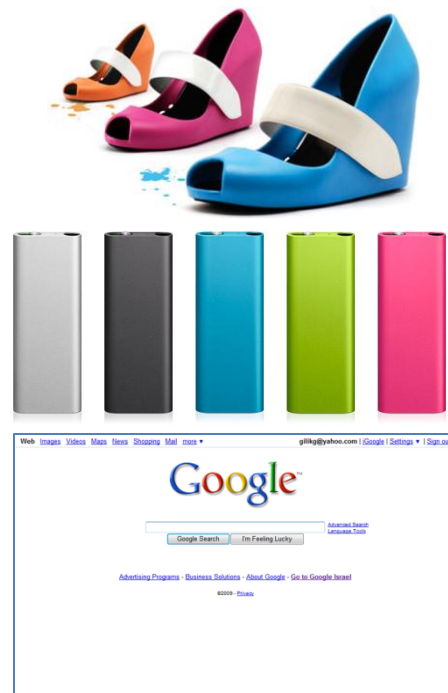 Web Images Videos Maps News Shopping Mail more ▼
gilikg@yahoo.com | iGoogle | Settings ▼ | Sign out
Google™
Advanced Search
Language Tools
Google Search
I'm Feeling Lucky
Advertising Programs - Business Solutions - About Google - Go to Google Israel
©2009 - Privacy